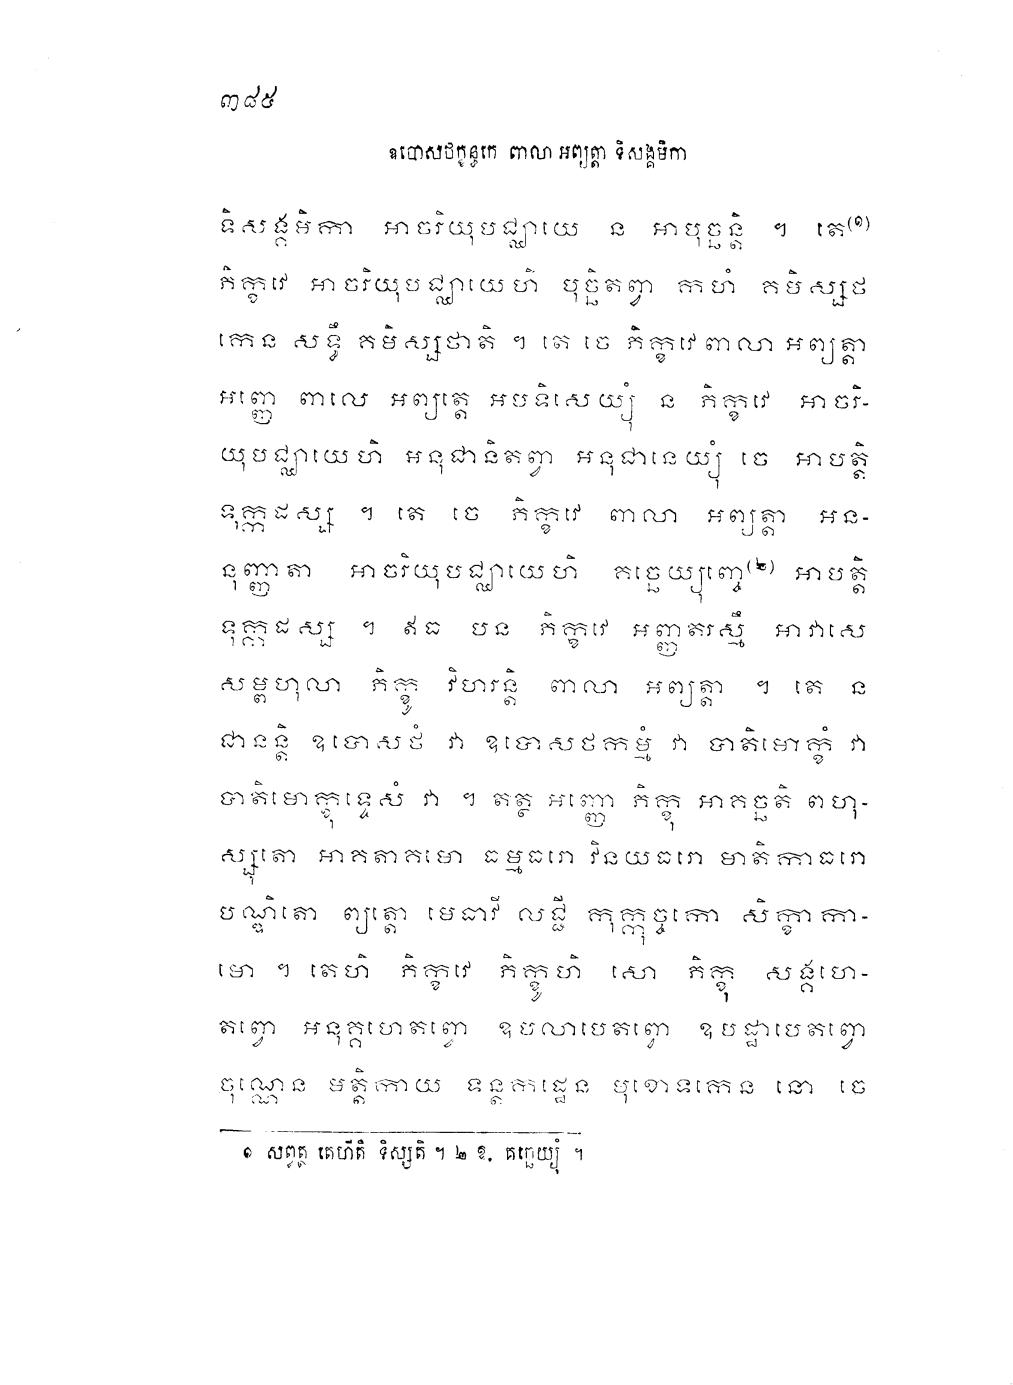 ៣៨៥
ឧបោសថក្ខន្ធកេ ពាលា អព្យត្តា ទិសង្គមិកា
ទិសង្គមិកា អាចរិយុបជ្ឈាយេ ន អាបុច្ឆន្តិ ។ តេ(១)
ភិក្ខវេ អាចរិយុបជ្ឈាយេហិ បុច្ឆិតព្វា កហំ គមិស្សថ
កេន សទ្ធឹ គមិស្សថាតិ ។ តេ ចេ ភិក្ខវេ ពាលា អព្យត្តា
អញ្ញេ ពាលេ អព្យត្តេ អបទិសេយ្យុំ ន ភិក្ខវេ អាចរិ-
យុបជ្ឈាយេហិ អនុជានិតព្វា អនុជានេយ្យុំ ចេ អាបត្តិ
ទុក្កដស្ស ។ តេ ចេ ភិក្ខវេ ពាលា អព្យត្តា អន-
នុញ្ញាតា អាចរិយុបជ្ឈាយេហិ គច្ឆេយ្យុញ្ចេ(២) អាបត្តិ
ទុក្កដស្ស ។ ឥធ បន ភិក្ខវេ អញ្ញតរស្មឹ អាវាសេ
សម្ពហុលា ភិក្ខូ វិហរន្តិ ពាលា អព្យត្តា ។ តេ ន
ជានន្តិ ឧបោសថំ វា ឧបោសថកម្មំ វា បាតិមោក្ខំ វា
បាតិមោក្ខុទ្ទេសំ វា ។ តត្ថ អញ្ញោ ភិក្ខុ អាគច្ឆតិ ពហុ-
ស្សុតោ អាគតាគមោ ធម្មធរោ វិនយធរោ មាតិកាធរោ
បណ្ឌិតោ ព្យត្តោ មេធាវី លជ្ជី កុក្កុច្ចកោ សិក្ខាកា-
មោ ។ តេហិ ភិក្ខវេ ភិក្ខូហិ សោ ភិក្ខុ សង្គហេ-
តព្វោ អនុគ្គហេតព្វោ ឧបលាបេតព្វោ ឧបដ្ឋាបេតព្វោ
ចុណ្ណេន មត្តិកាយ ទន្តកដ្ឋេន មុខោទកេន នោ ចេ
១ សព្វត្ថ តេហីតិ ទិស្សតិ ។ ២ ឱ. គច្ឆេយ្យុំ ។